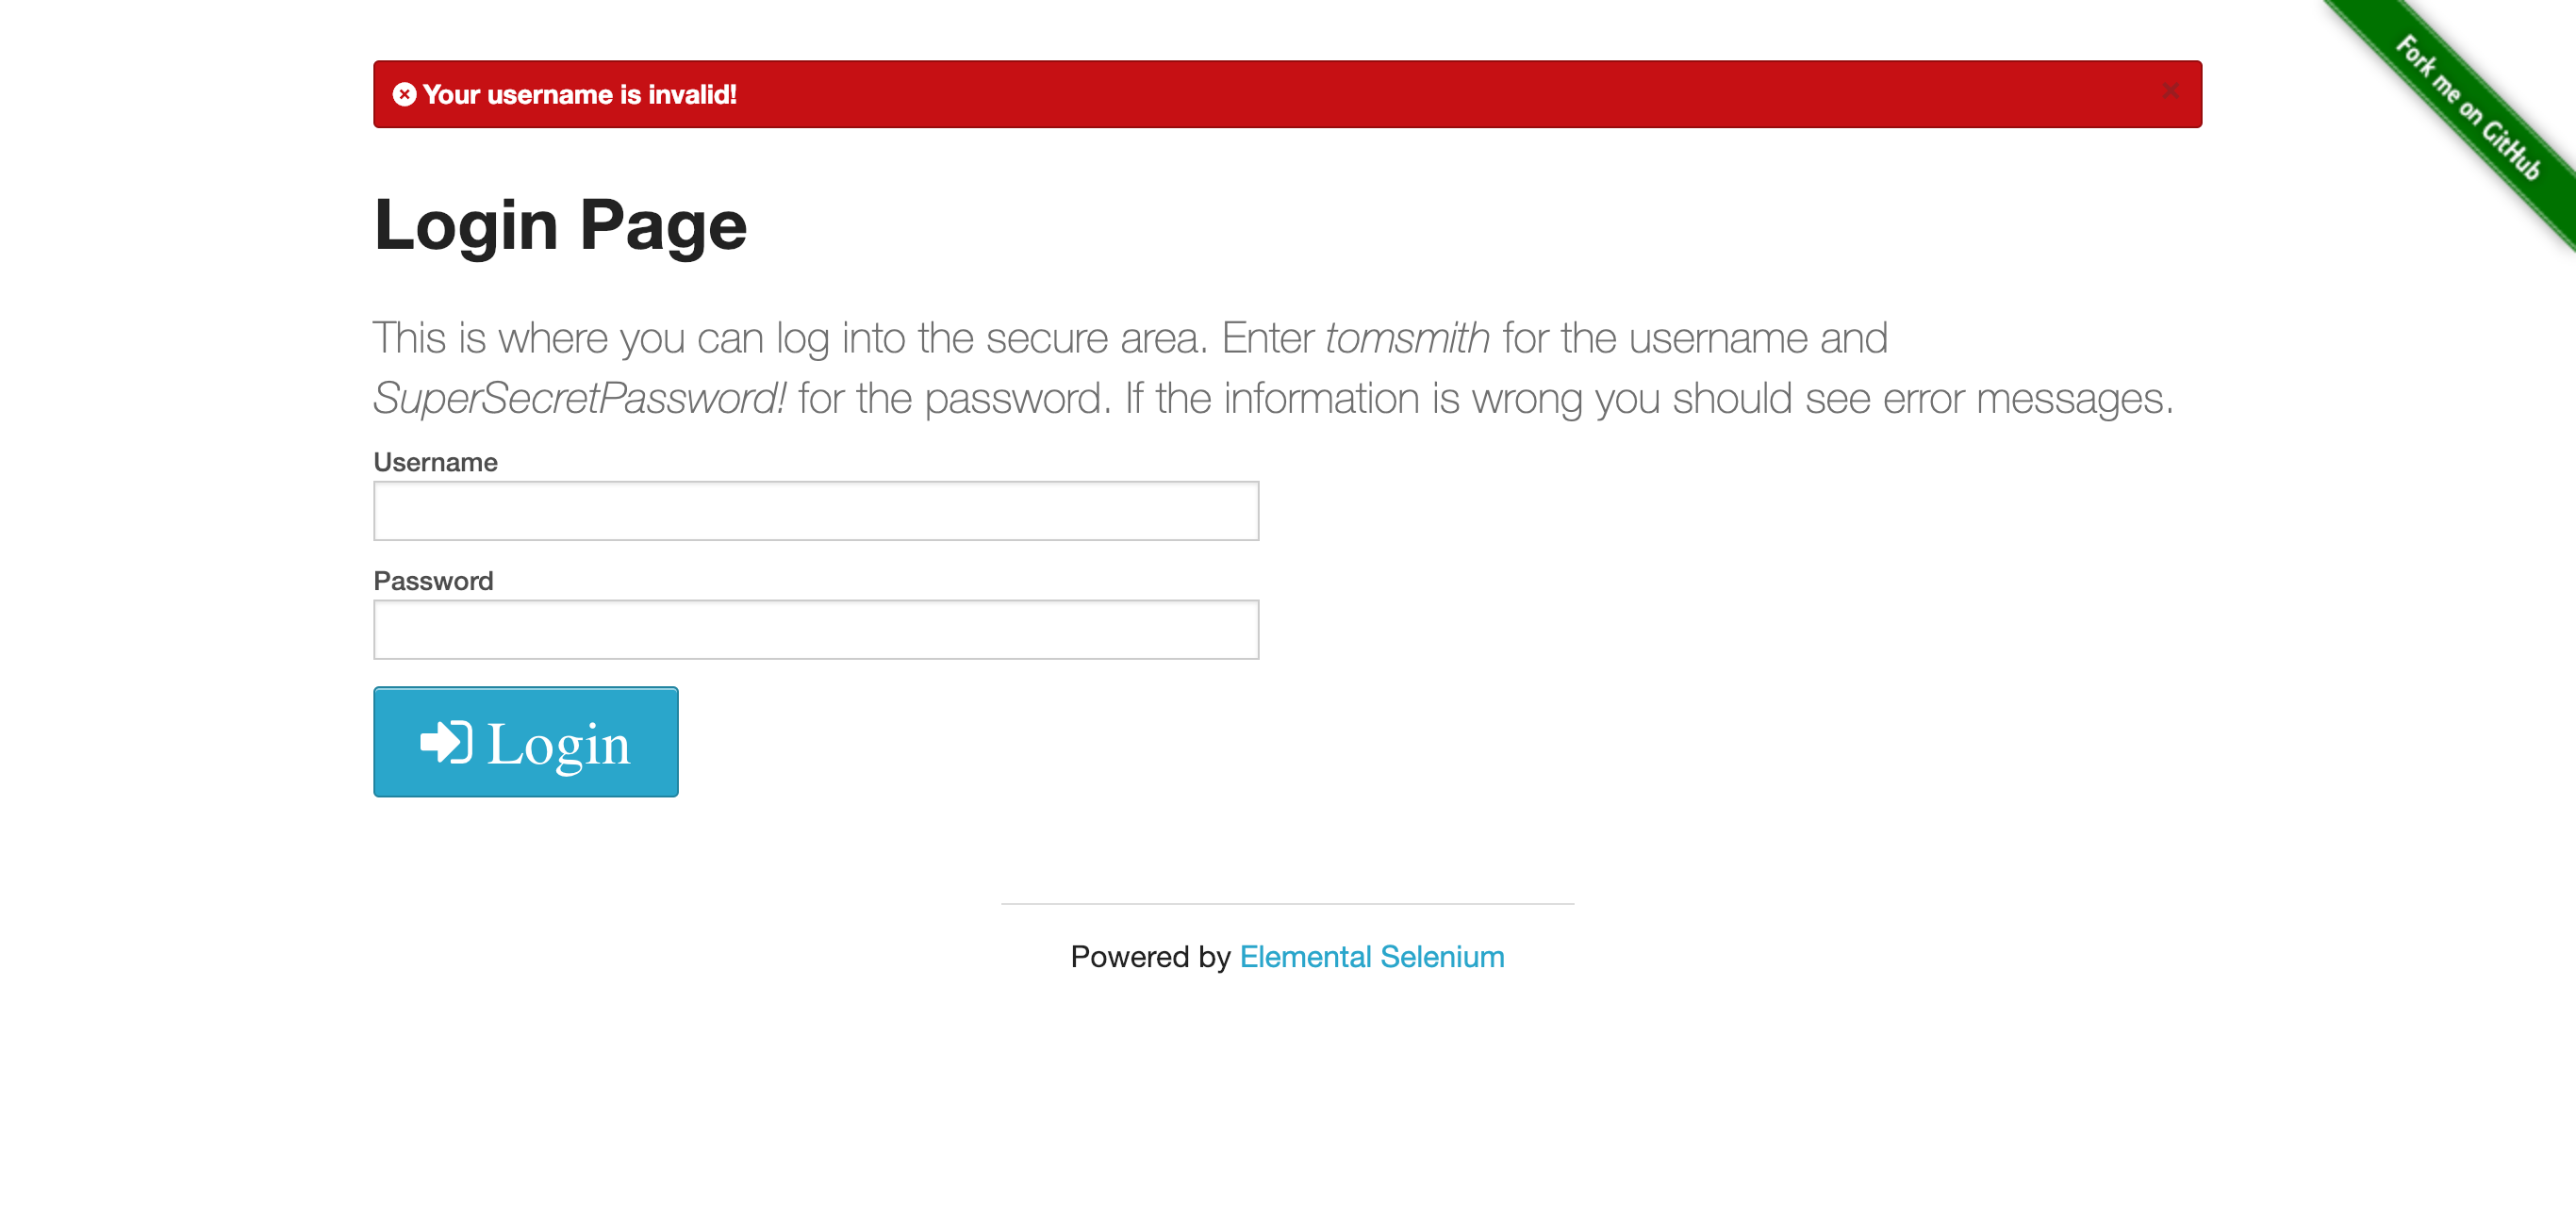 Your username is invalid!
×
Fork me on GitHub
Login Page
This is where you can log into the secure area. Enter tomsmith for the username and
SuperSecretPassword! for the password. If the information is wrong you should see error messages.
Username
Password
Login
Powered by Elemental Selenium